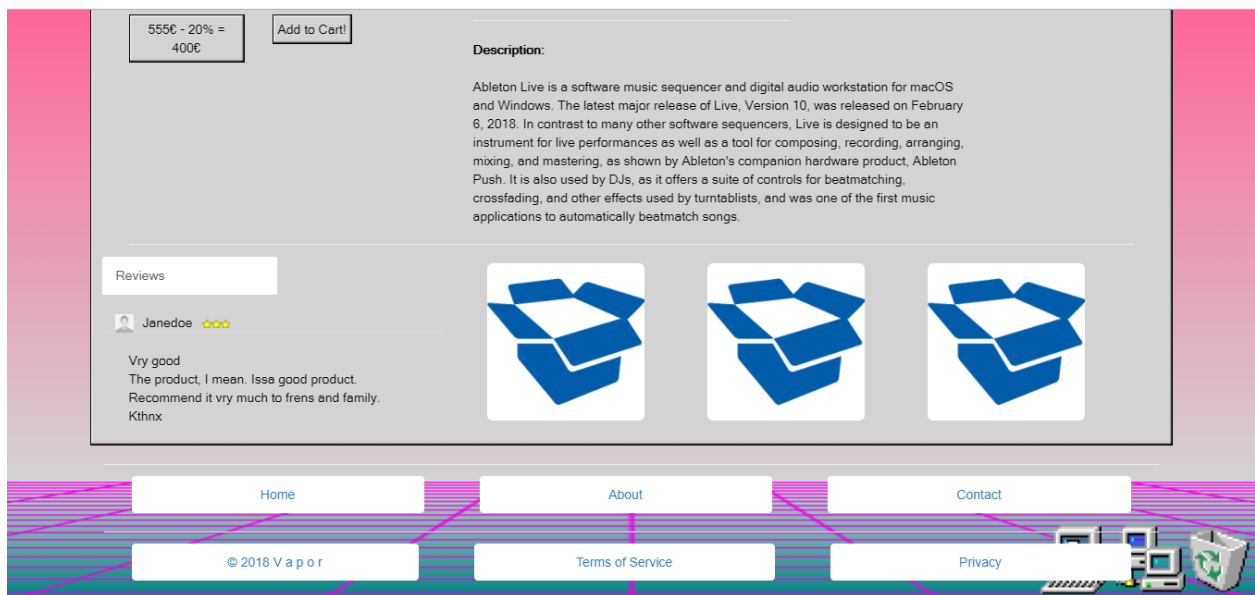 555€ - 20% =
400€
Add to Cart!
Description:
Ableton Live is a software music sequencer and digital audio workstation for macOS
and Windows. The latest major release of Live, Version 10, was released on February
6, 2018. In contrast to many other software sequencers, Live is designed to be an
instrument for live performances as well as a tool for composing, recording, arranging,
mixing, and mastering, as shown by Ableton's companion hardware product, Ableton
Push. It is also used by DJs, as it offers a suite of controls for beatmatching,
crossfading, and other effects used by turntablists, and was one of the first music
applications to automatically beatmatch songs.
Reviews
Janedoe
Vry good
The product, I mean. Issa good product.
Recommend it vry much to frens and family.
Kthnx
Home
About
Contact
© 2018 V a p o r
Terms of Service
Privacy